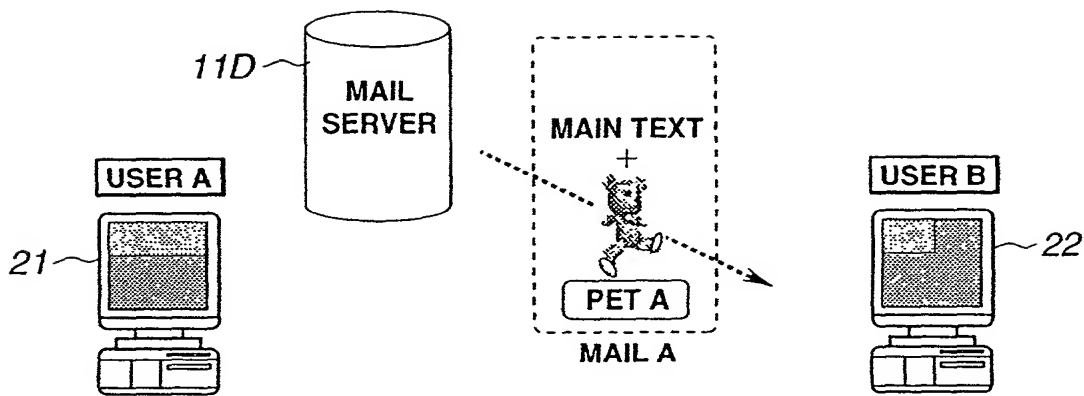 11D
MAIL
SERVER
MAIN TEXT
+
USER A
USER B
21
22
PET A
MAIL A